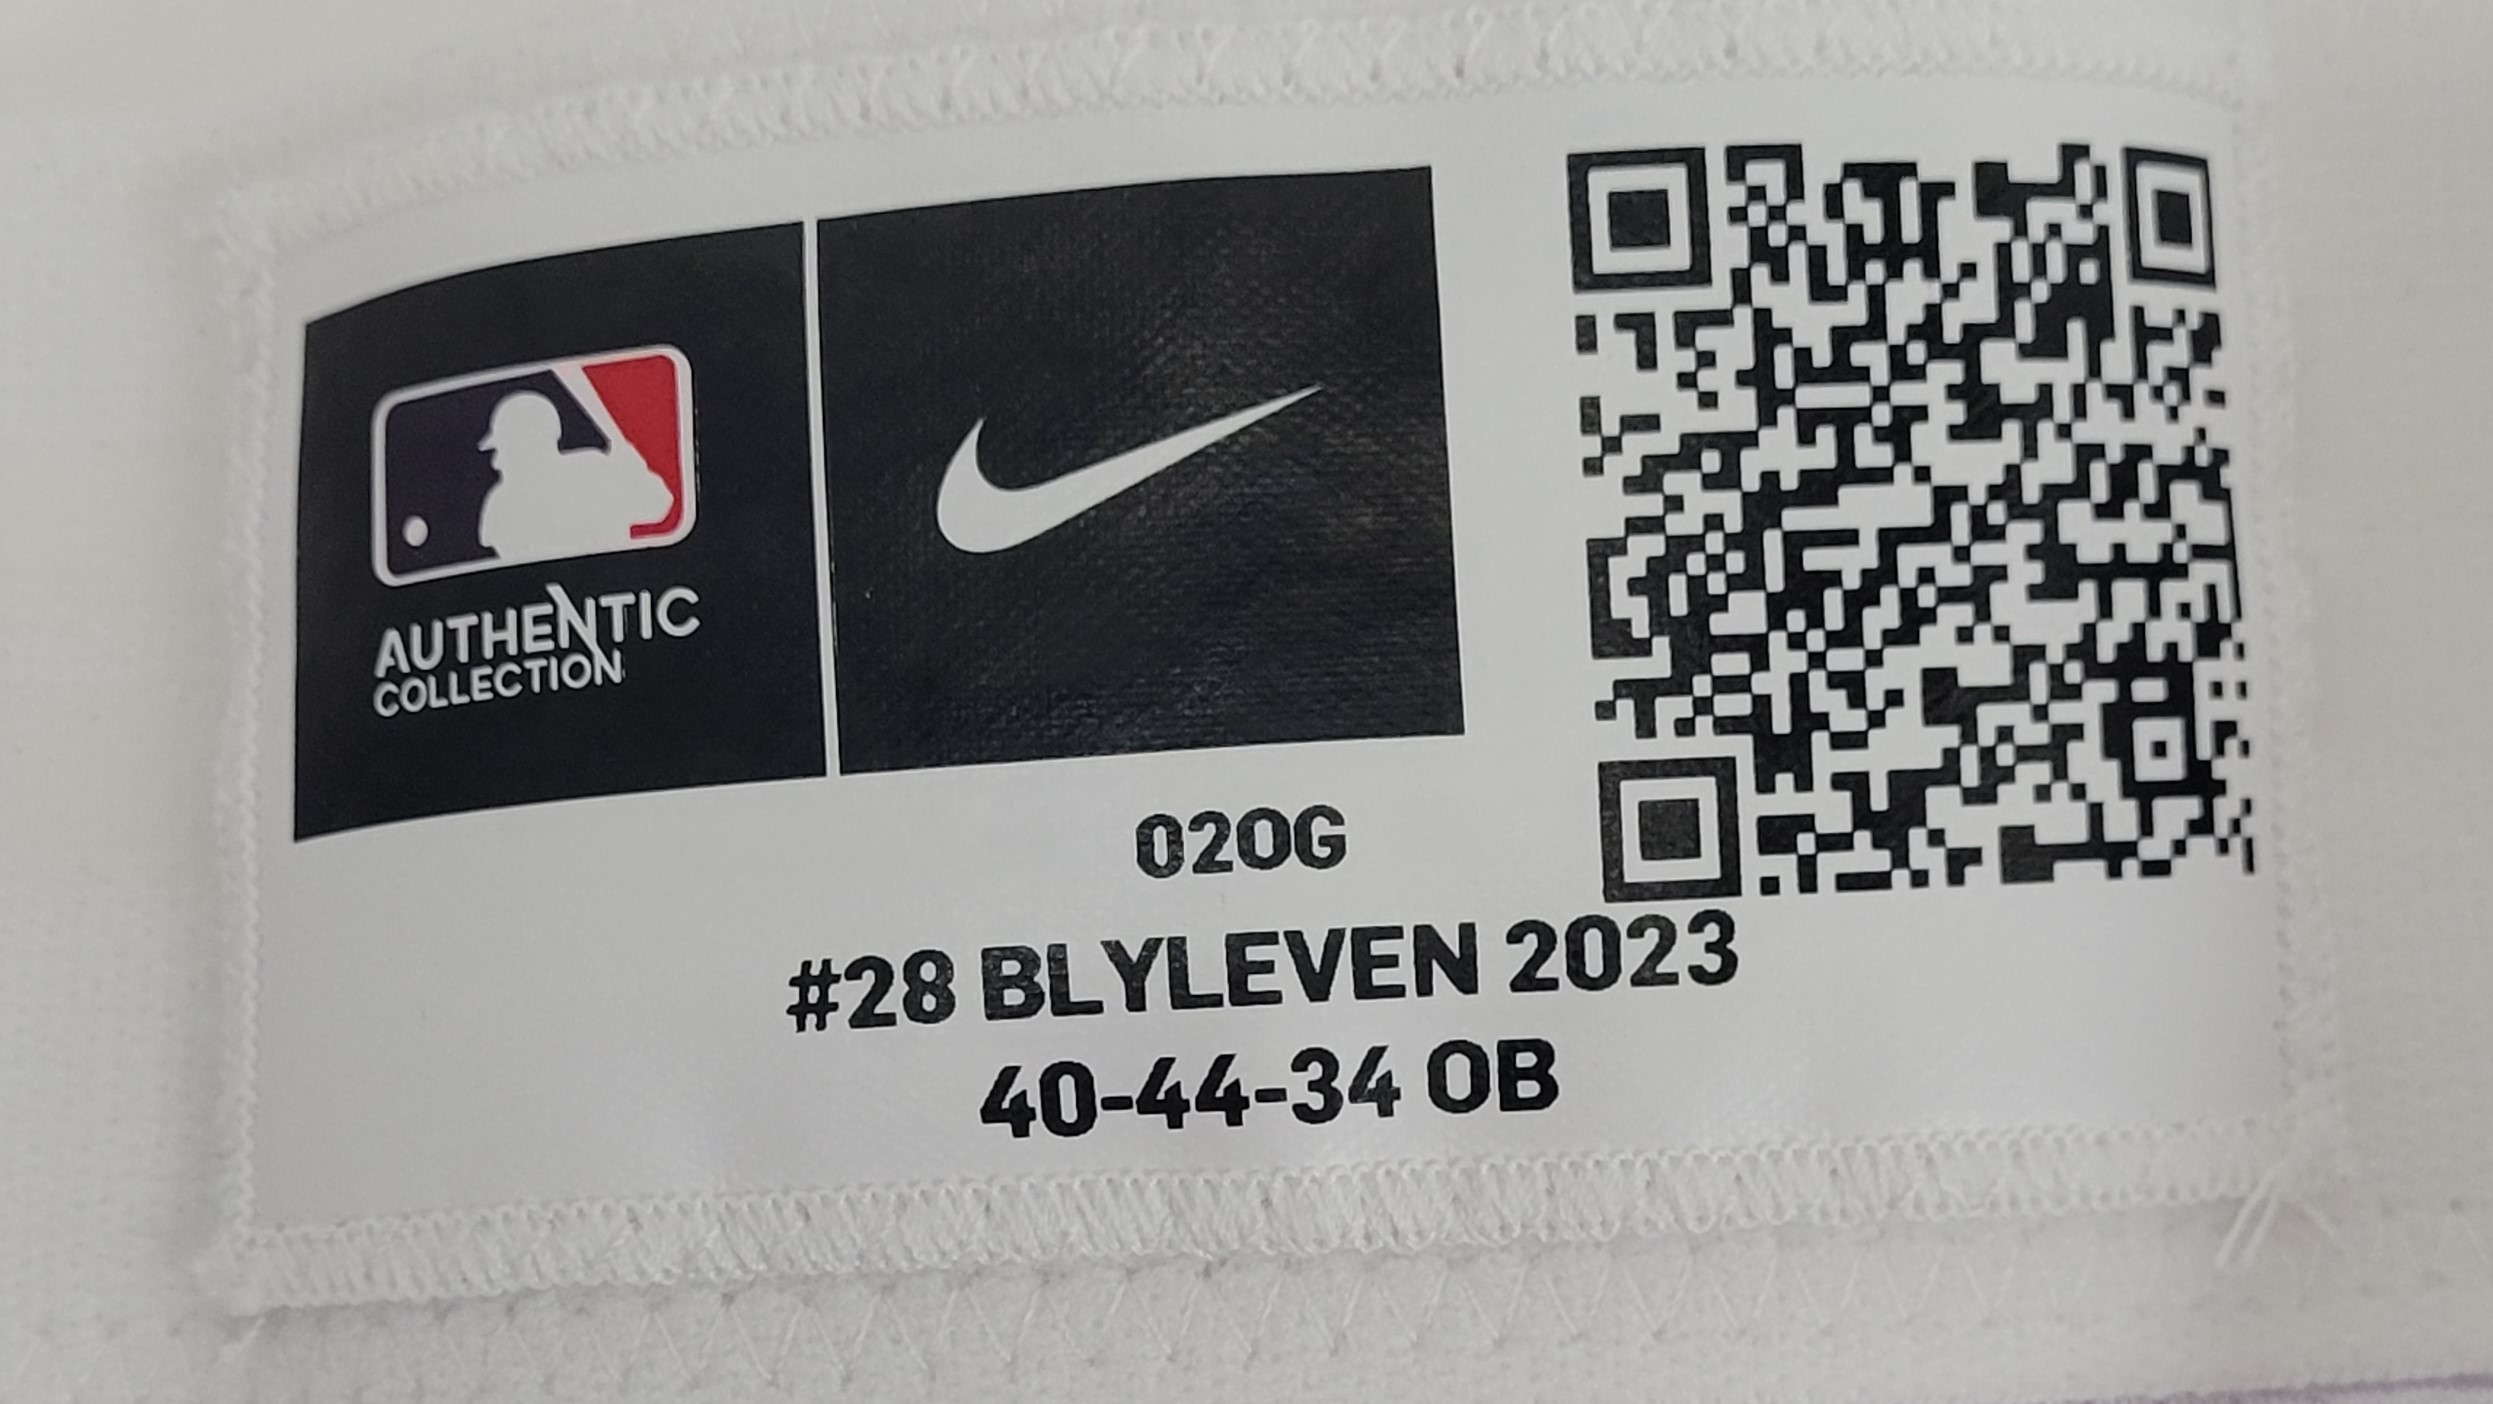 AUTHENTIC
COLLECTION
020G
#28 BLYLEVEN 2023
40-44-34 OB